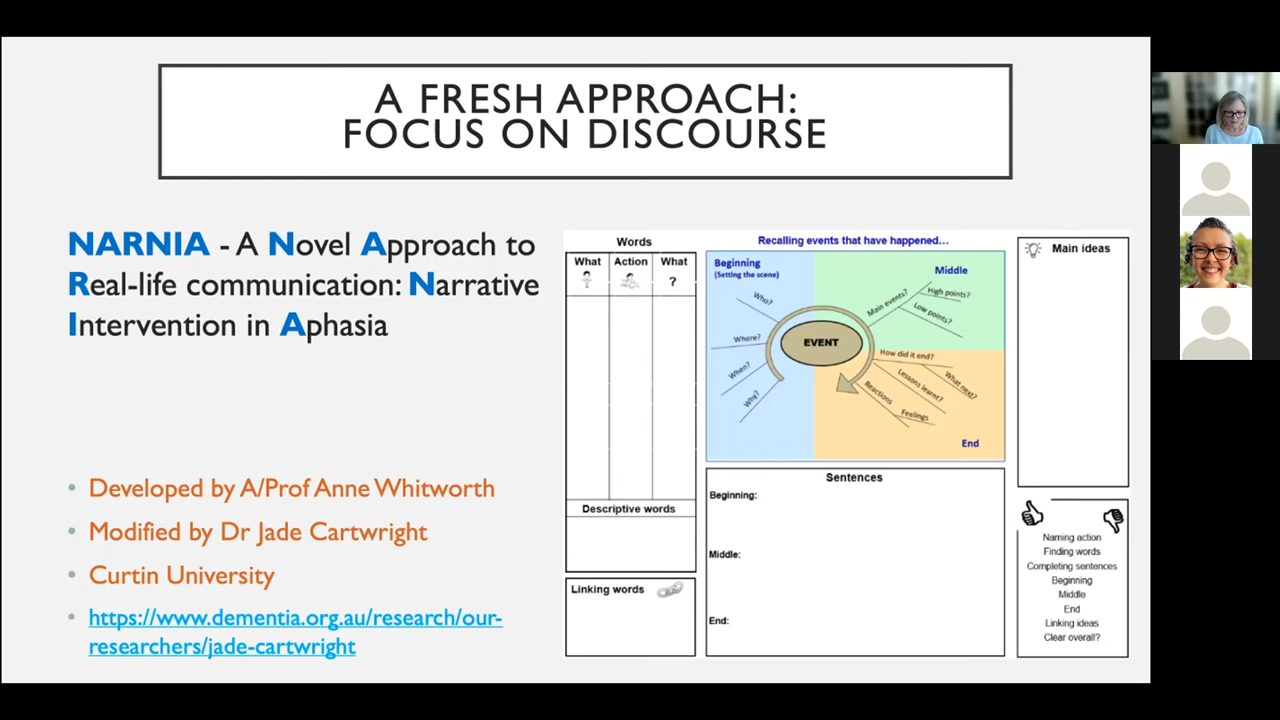 A FRESH APPROACH:
FOCUS ON DISCOURSE
NARNIA - A Novel Approach to
Real-life communication: Narrative
Intervention in Aphasia
• Developed by A/Prof Anne Whitworth
• Modified by Dr Jade Cartwright
• Curtin University
• https://www.dementia.org.au/research/our-
researchers/jade-cartwright
Words
What Action What
?
Descriptive words
Linking words
Recalling events that have happened...
Beginning
(Setting the scene)
Who?
Where?
When?
Why?
EVENT
Middle
Main events?
High points?
Low points?
How did it end?
What next?
Lessons learnt?
Reactions
Feelings
End
Sentences
Beginning:
Middle:
End:
Main ideas
Naming action
Finding words
Completing sentences
Beginning
Middle
End
Linking ideas
Clear overall?